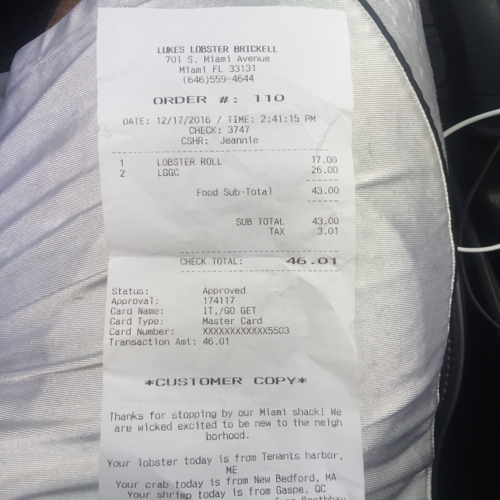 LUKES LOBSTER BRICKELL
701 S. Miami Avenue
Miami FL 33131
(646)559-4644
ORDER #: 110
DATE: 12/17/2016 / TIME: 2:41:15 PM
CHECK: 3747
CSHR: Jeannie
1 LOBSTER ROLL 17.00
2 LGGC 26.00
Food Sub-Total 43.00
SUB TOTAL 43.00
TAX 3.01
CHECK TOTAL: 46.01
Status: Approved
Approval: 174117
Card Name: IT,/GO GET
Card Type: Master Card
Card Number: XXXXXXXXXXXX5503
Transaction Amt: 46.01
*CUSTOMER COPY*
Thanks for stopping by our Miami shack! We
are wicked excited to be new to the neigh
borhood.
Your lobster today is from Tenants harbor,
ME
Your crab today is from New Bedford, MA
Your shrimp today is from Gaspe, QC